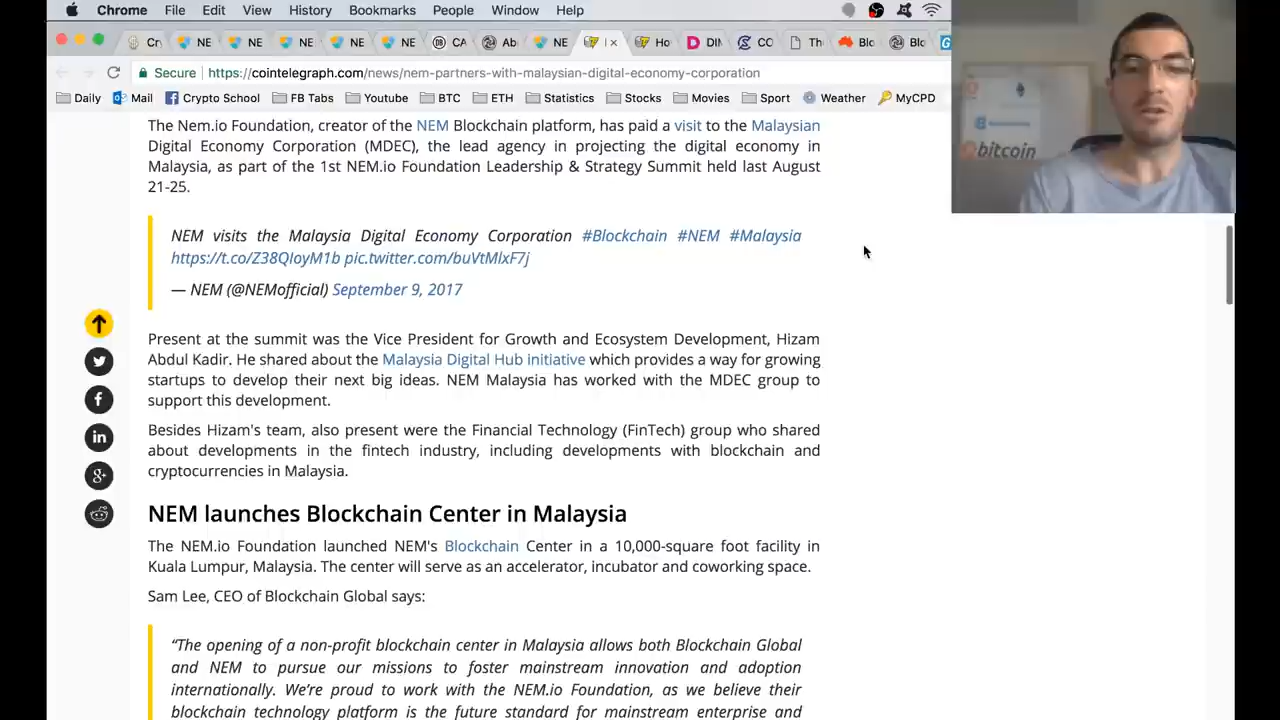 Chrome File Edit View History Bookmarks People Window Help
Cr NE NE NE NE NE CA Ab NE Ho DIN CO Th Blo Blo
Secure https://cointelegraph.com/news/nem-partners-with-malaysian-digital-economy-corporation
Daily Mail Crypto School FB Tabs Youtube BTC ETH Statistics Stocks Movies Sport Weather MyCPD
bitcoin
The Nem.io Foundation, creator of the NEM Blockchain platform, has paid a visit to the Malaysian
Digital Economy Corporation (MDEC), the lead agency in projecting the digital economy in
Malaysia, as part of the 1st NEM.io Foundation Leadership & Strategy Summit held last August
21-25.
NEM visits the Malaysia Digital Economy Corporation #Blockchain #NEM #Malaysia
https://t.co/Z38QIoyM1b pic.twitter.com/buVtMlxF7j
— NEM (@NEMofficial) September 9, 2017
Present at the summit was the Vice President for Growth and Ecosystem Development, Hizam
Abdul Kadir. He shared about the Malaysia Digital Hub initiative which provides a way for growing
startups to develop their next big ideas. NEM Malaysia has worked with the MDEC group to
support this development.
Besides Hizam's team, also present were the Financial Technology (FinTech) group who shared
about developments in the fintech industry, including developments with blockchain and
cryptocurrencies in Malaysia.
NEM launches Blockchain Center in Malaysia
The NEM.io Foundation launched NEM's Blockchain Center in a 10,000-square foot facility in
Kuala Lumpur, Malaysia. The center will serve as an accelerator, incubator and coworking space.
Sam Lee, CEO of Blockchain Global says:
“The opening of a non-profit blockchain center in Malaysia allows both Blockchain Global
and NEM to pursue our missions to foster mainstream innovation and adoption
internationally. We’re proud to work with the NEM.io Foundation, as we believe their
blockchain technology platform is the future standard for mainstream enterprise and